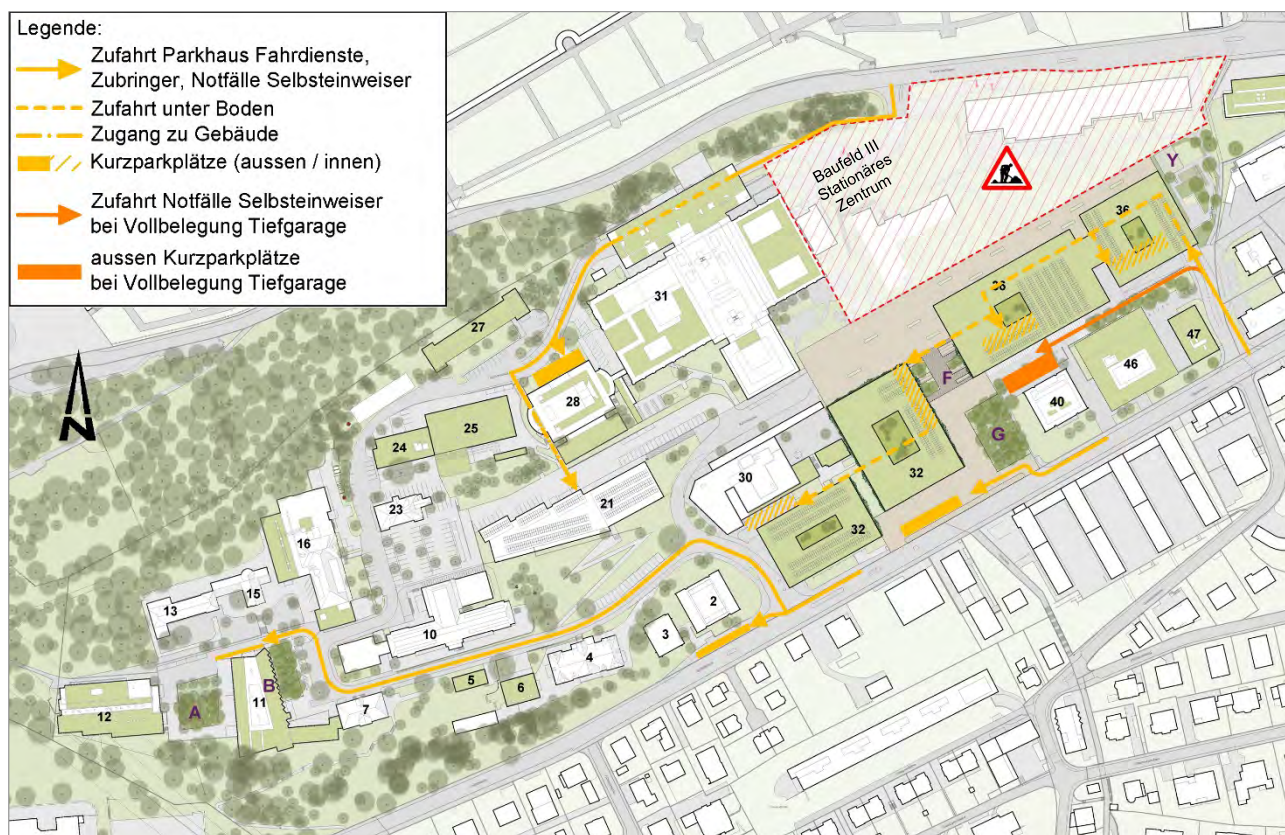 Legende:
Zufahrt Parkhaus Fahrdienste,
Zubringer, Notfälle Selbsteinweiser
Zufahrt unter Boden
Zugang zu Gebäude
Kurzparkplätze (aussen / innen)
Zufahrt Notfälle Selbsteinweiser
bei Vollbelegung Tiefgarage
aussen Kurzparkplätze
bei Vollbelegung Tiefgarage
N
Baufeld III
Stationäres
Zentrum
Y
36
36
31
27
47
46
F
40
28
G
25
24
30
32
21
23
32
16
15
13
2
10
3
4
5
6
B
11
7
A
12